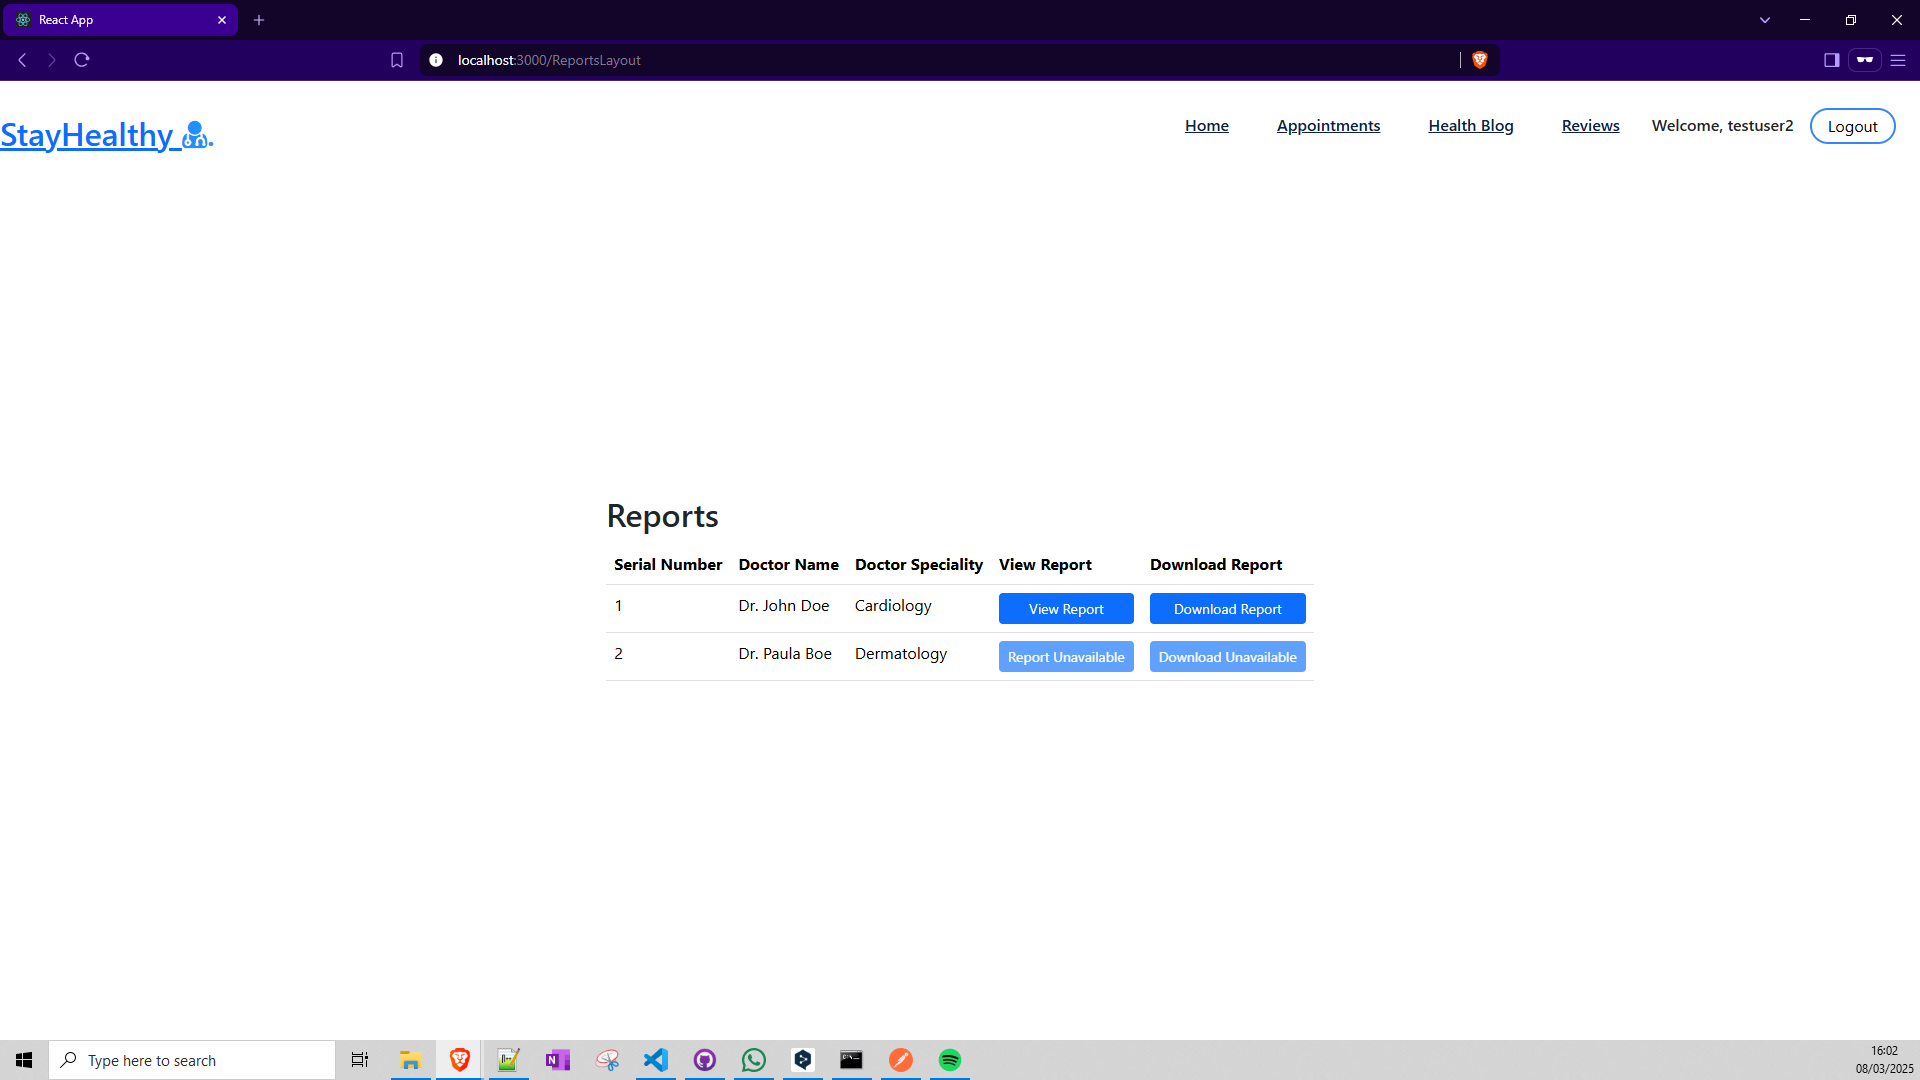 React App
localhost:3000/ReportsLayout
StayHealthy .
Home Appointments Health Blog Reviews Welcome, testuser2 Logout
Reports
Serial Number Doctor Name Doctor Speciality View Report Download Report
1 Dr. John Doe Cardiology View Report Download Report
2 Dr. Paula Boe Dermatology Report Unavailable Download Unavailable
Type here to search
16:02
08/03/2025